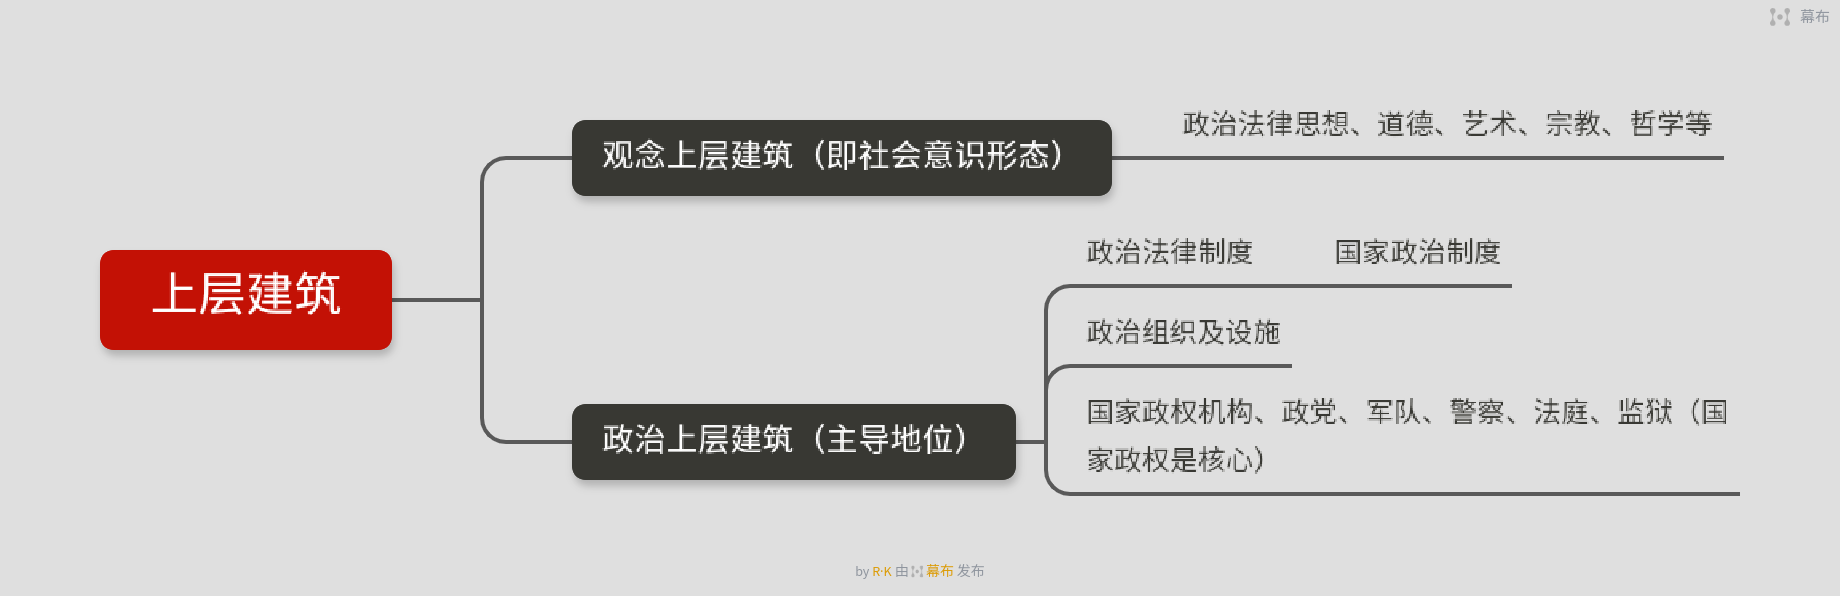 幕布
政治法律思想、道德、艺术、宗教、哲学等
观念上层建筑（即社会意识形态）
政治法律制度 国家政治制度
上层建筑
政治组织及设施
国家政权机构、政党、军队、警察、法庭、监狱（国
家政权是核心）
政治上层建筑（主导地位）
by R·K 由 幕布 发布